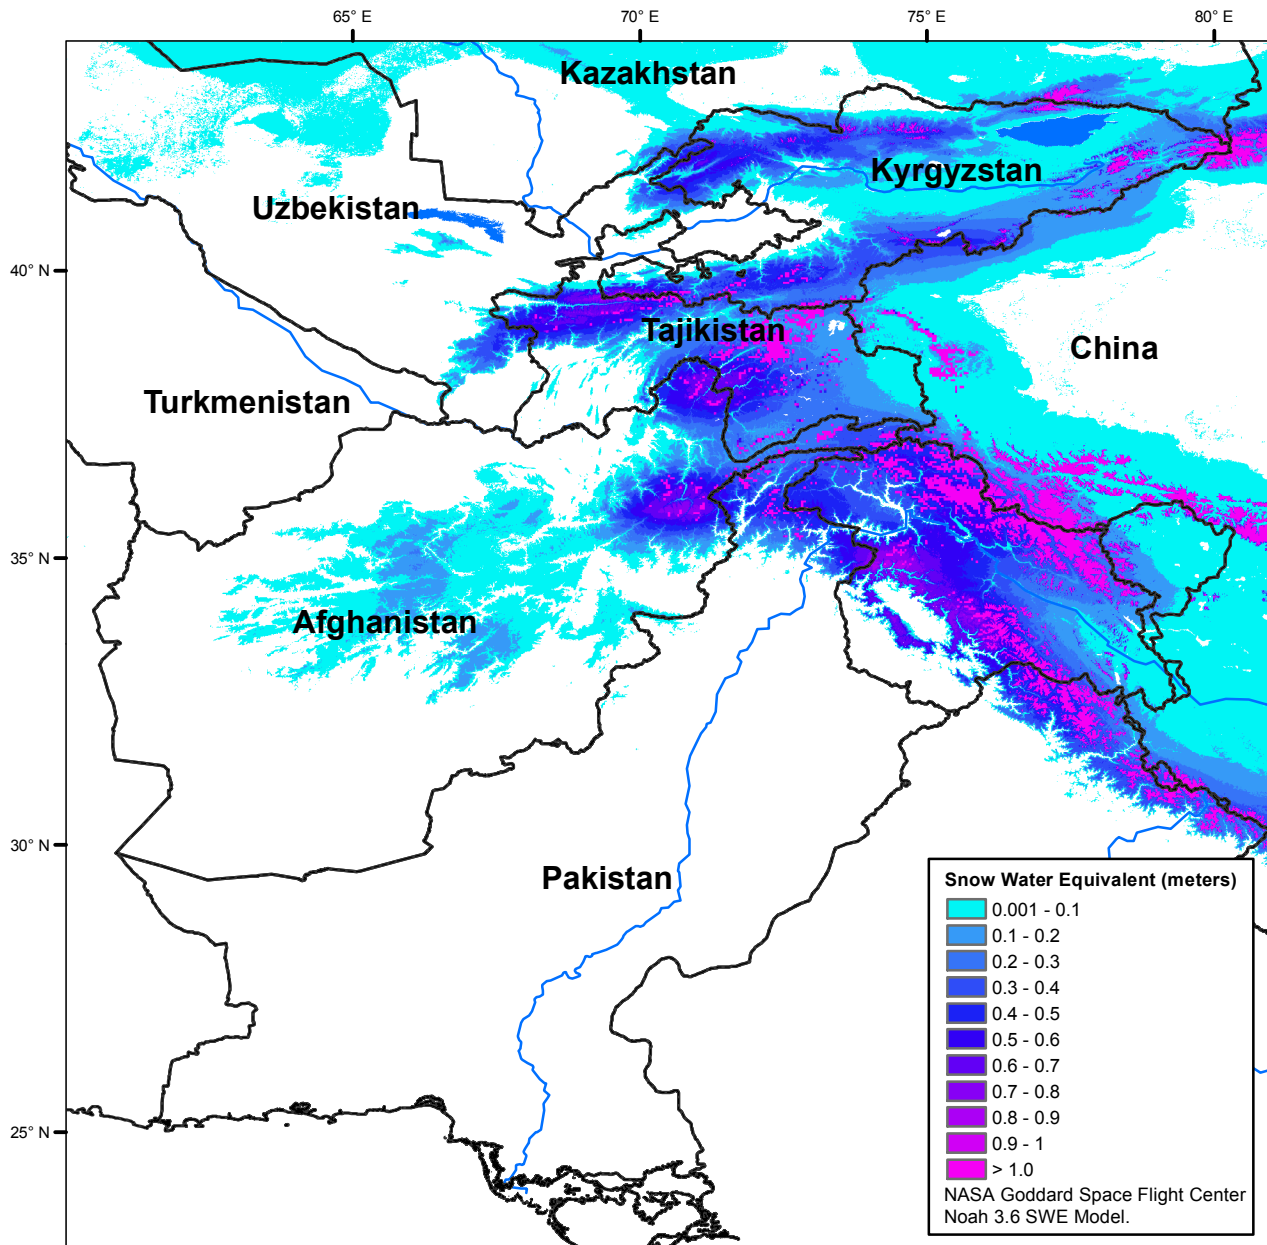 65° E
70° E
75° E
80° E
Kazakhstan
Kyrgyzstan
Uzbekistan
40° N
Tajikistan
China
Turkmenistan
35° N
Afghanistan
30° N
Pakistan
25° N
Snow Water Equivalent (meters)
0.001 - 0.1
0.1 - 0.2
0.2 - 0.3
0.3 - 0.4
0.4 - 0.5
0.5 - 0.6
0.6 - 0.7
0.7 - 0.8
0.8 - 0.9
0.9 - 1
> 1.0
NASA Goddard Space Flight Center
Noah 3.6 SWE Model.